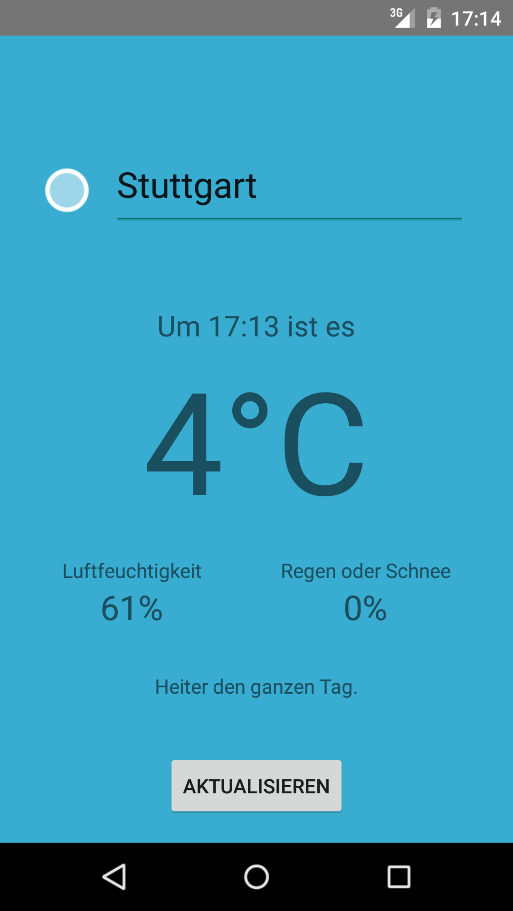 3G 17:14
Stuttgart
Um 17:13 ist es
4°C
Luftfeuchtigkeit Regen oder Schnee
61% 0%
Heiter den ganzen Tag.
AKTUALISIEREN